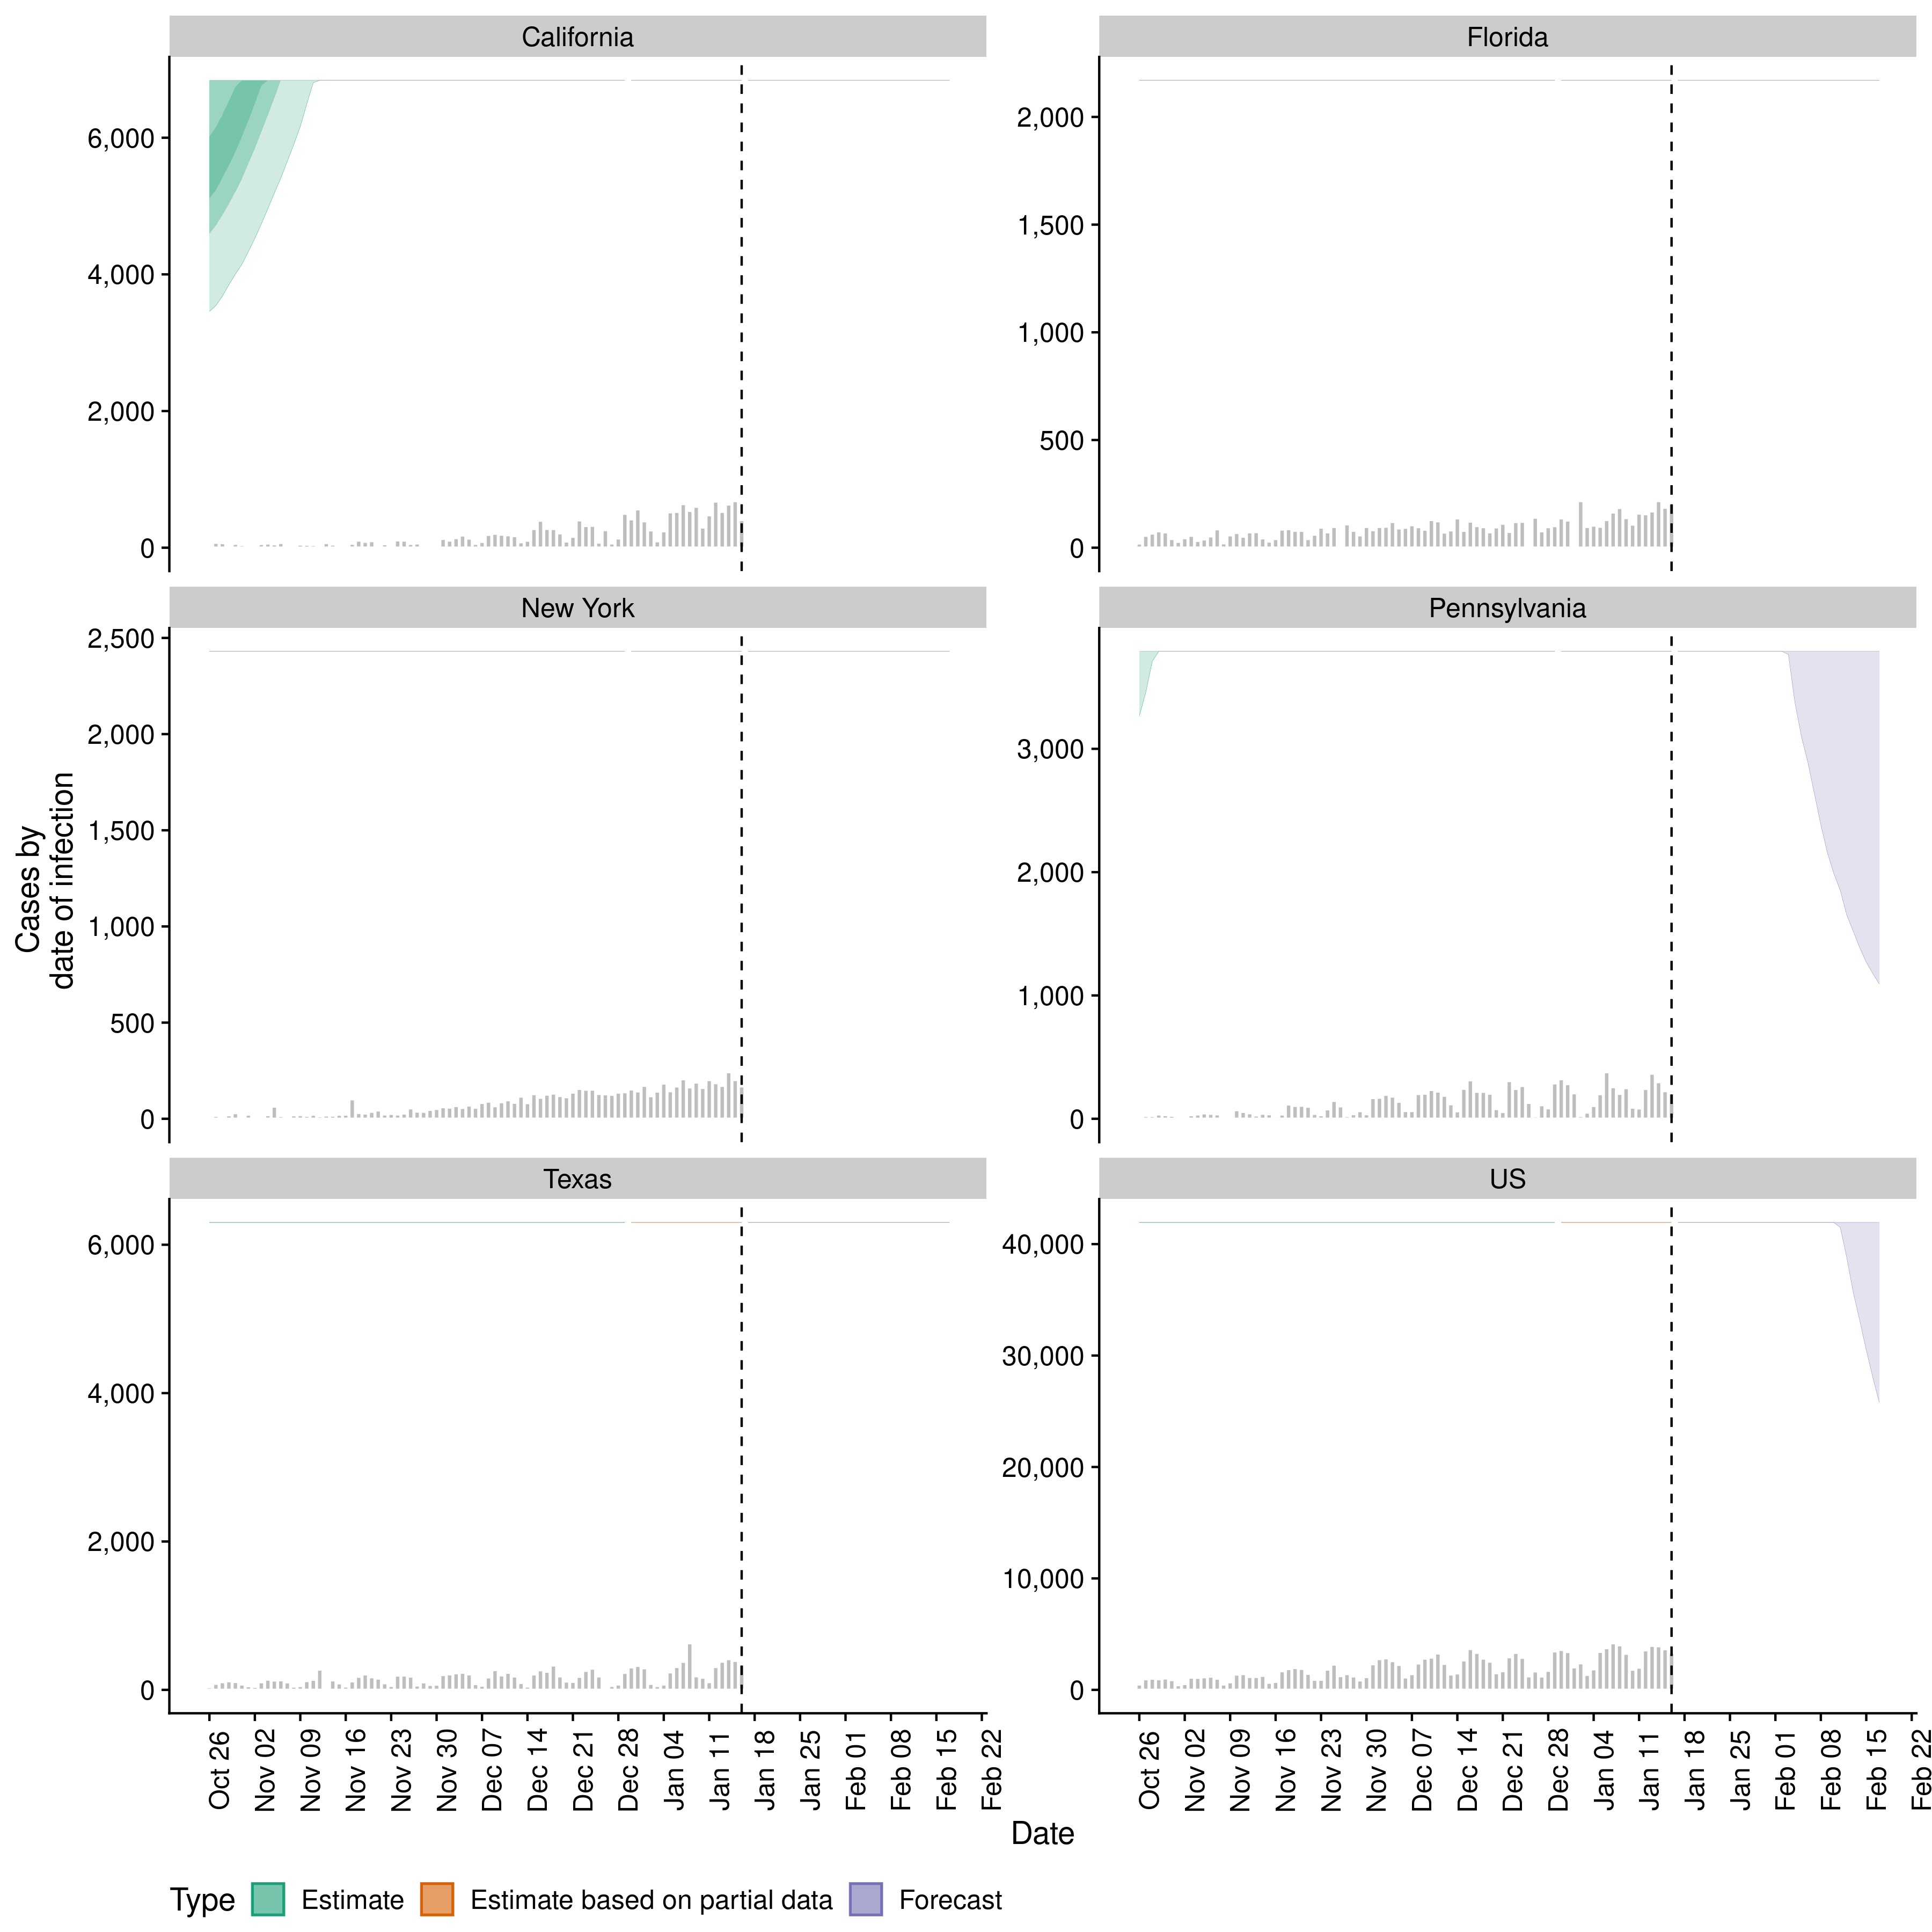 California
Florida
6,000
4,000
2,000
0
2,000
1,500
1,000
500
0
New York
Pennsylvania
2,500
2,000
1,500
1,000
500
0
3,000
2,000
1,000
0
Cases by
date of infection
Texas
US
6,000
4,000
2,000
0
40,000
30,000
20,000
10,000
0
Oct 26
Nov 02
Nov 09
Nov 16
Nov 23
Nov 30
Dec 07
Dec 14
Dec 21
Dec 28
Jan 04
Jan 11
Jan 18
Jan 25
Feb 01
Feb 08
Feb 15
Feb 22
Oct 26
Nov 02
Nov 09
Nov 16
Nov 23
Nov 30
Dec 07
Dec 14
Dec 21
Dec 28
Jan 04
Jan 11
Jan 18
Jan 25
Feb 01
Feb 08
Feb 15
Feb 22
Date
Type Estimate Estimate based on partial data Forecast